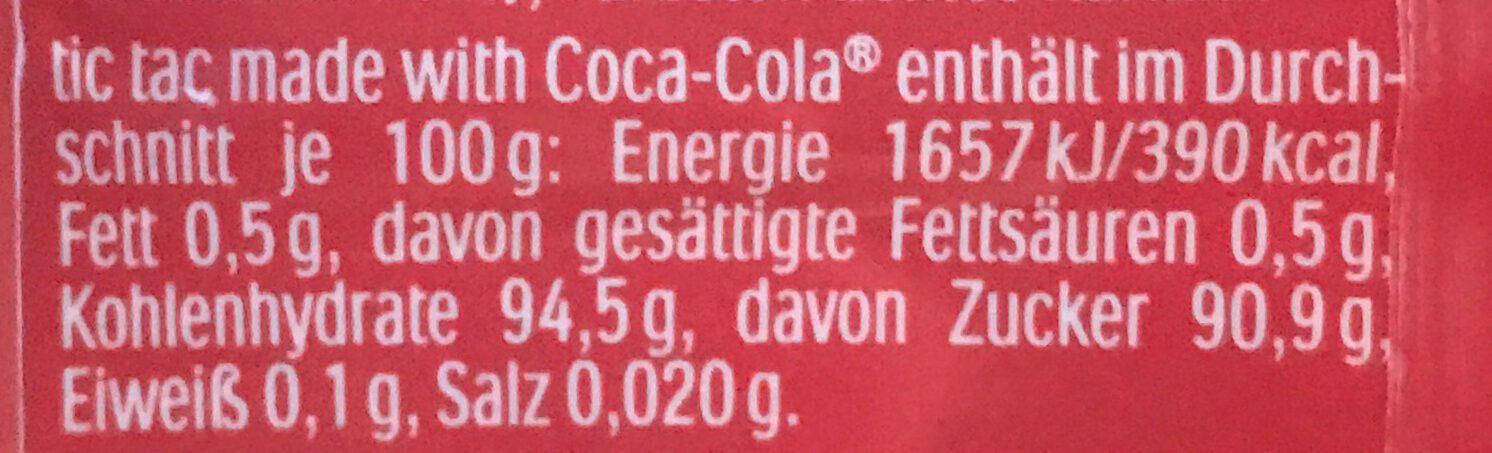 tic tac made with Coca-Cola® enthält im Durch-
schnitt je 100 g: Energie 1657 kJ/390 kcal,
Fett 0,5 g, davon gesättigte Fettsäuren 0,5 g,
Kohlenhydrate 94,5 g, davon Zucker 90,9 g,
Eiweiß 0,1 g, Salz 0,020 g.